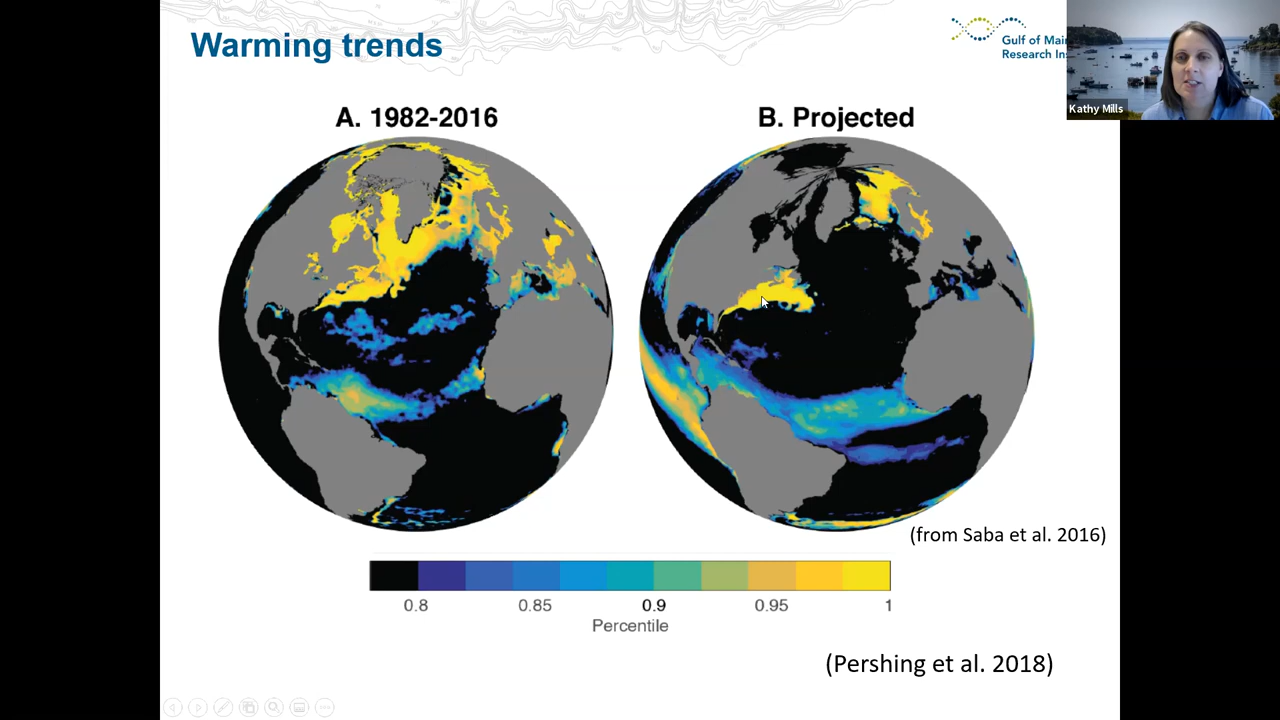 Warming trends
Gulf of Mai
Research Ins
Kathy Mills
A. 1982-2016
B. Projected
(from Saba et al. 2016)
0.8 0.85 0.9 0.95 1
Percentile
(Pershing et al. 2018)